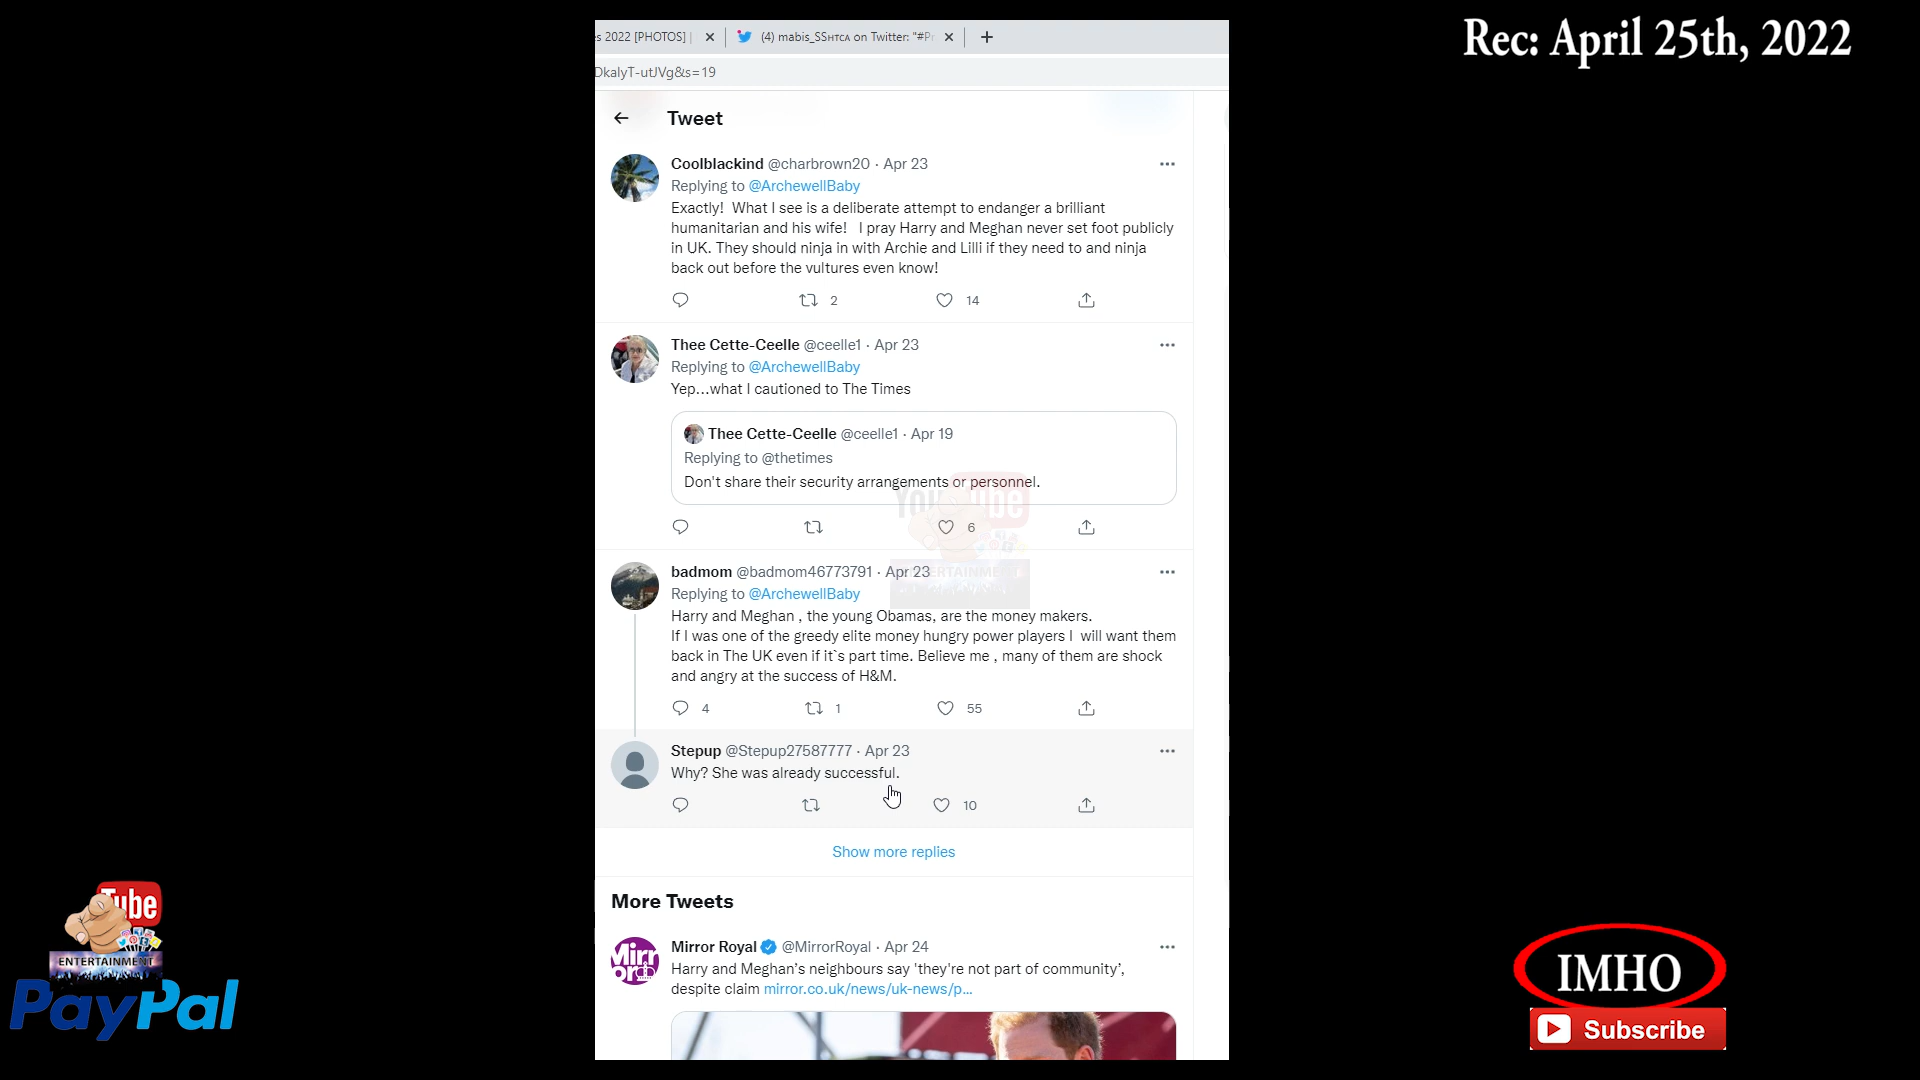 Rec: April 25th, 2022
s 2022 [PHOTOS] |
(4) mabis_SSHTCA on Twitter: "#Pr
DkalyT-utJVg&s=19
Tweet
Coolblackind @charbrown20 · Apr 23
Replying to @ArchewellBaby
Exactly! What I see is a deliberate attempt to endanger a brilliant
humanitarian and his wife! I pray Harry and Meghan never set foot publicly
in UK. They should ninja in with Archie and Lilli if they need to and ninja
back out before the vultures even know!
2 14
Thee Cette-Ceelle @ceelle1 · Apr 23
Replying to @ArchewellBaby
Yep...what I cautioned to The Times
Thee Cette-Ceelle @ceelle1 · Apr 19
Replying to @thetimes
Don't share their security arrangements or personnel.
YouTube
6
ENTERTAINMENT
badmom @badmom46773791 · Apr 23
Replying to @ArchewellBaby
Harry and Meghan , the young Obamas, are the money makers.
If I was one of the greedy elite money hungry power players I will want them
back in The UK even if it`s part time. Believe me , many of them are shock
and angry at the success of H&M.
4 1 55
Stepup @Stepup27587777 · Apr 23
Why? She was already successful.
10
Show more replies
More Tweets
Mirror Royal @MirrorRoyal · Apr 24
Harry and Meghan's neighbours say 'they're not part of community',
despite claim mirror.co.uk/news/uk-news/p...
Mirr
Tube
ENTERTAINMENT
PayPal
IMHO
Subscribe